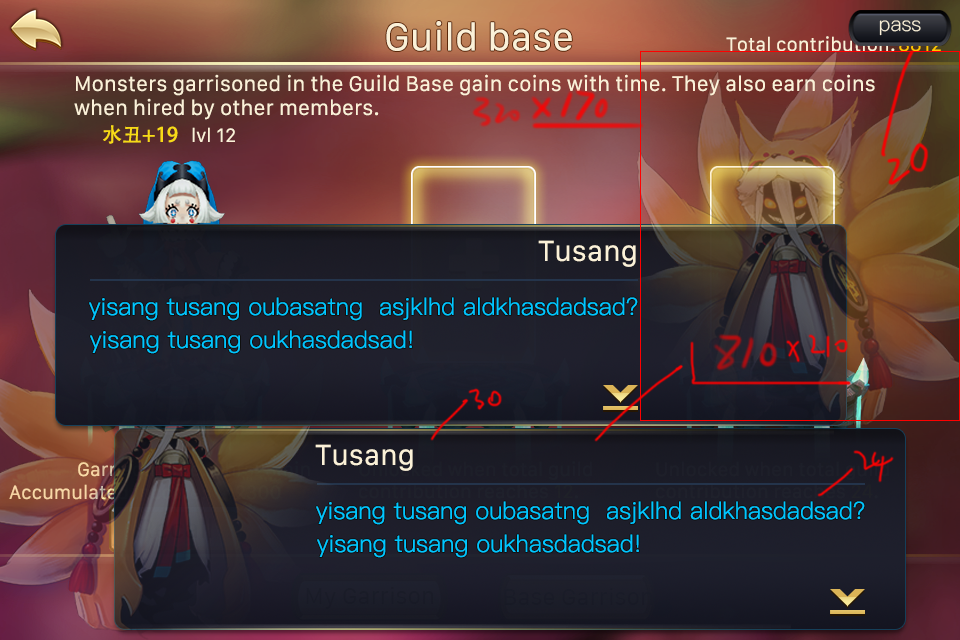 Guild base
pass
Total contribution: 8812
Monsters garrisoned in the Guild Base gain coins with time. They also earn coins
when hired by other members.
320 ×170
水丑+19 lvl 12
20
Tusang
yisang tusang oubasatng asjklhd aldkhasdadsad?
yisang tusang oukhasdadsad!
810 × 210
30
Tusang
24
Accumulate
yisang tusang oubasatng asjklhd aldkhasdadsad?
yisang tusang oukhasdadsad!